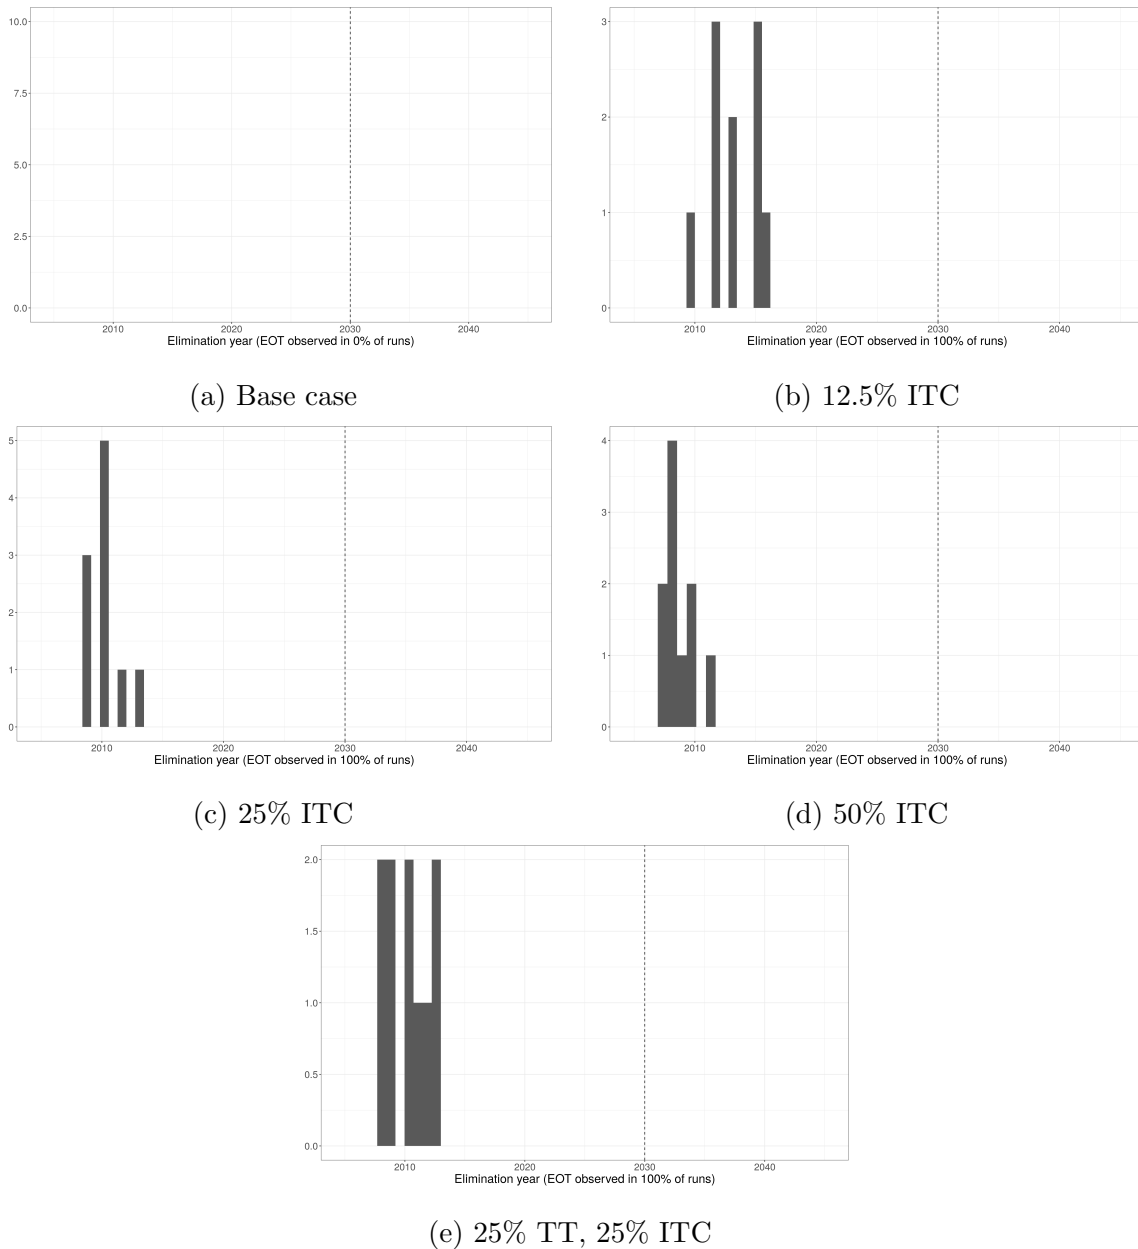 10.0
7.5
5.0
2.5
0.0
2010 2020 2030 2040
Elimination year (EOT observed in 0% of runs)
(a) Base case
3
2
1
0
2010 2020 2030 2040
Elimination year (EOT observed in 100% of runs)
(b) 12.5% ITC
5
4
3
2
1
0
2010 2020 2030 2040
Elimination year (EOT observed in 100% of runs)
(c) 25% ITC
4
3
2
1
0
2010 2020 2030 2040
Elimination year (EOT observed in 100% of runs)
(d) 50% ITC
2.0
1.5
1.0
0.5
0.0
2010 2020 2030 2040
Elimination year (EOT observed in 100% of runs)
(e) 25% TT, 25% ITC